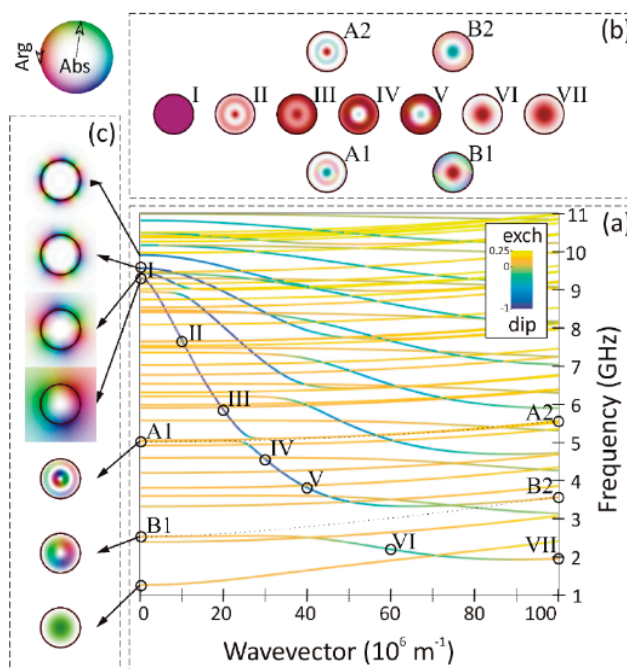 Arg
Abs
(b)
A2
B2
I
II
III
IV
V
VI
VII
A1
B1
(c)
(a)
exch
0.25
0
-1
dip
I
II
III
IV
V
VI
VII
A1
B1
A2
B2
11
10
9
8
7
6
5
4
3
2
1
Frequency (GHz)
0
20
40
60
80
100
Wavevector (10⁶ m⁻¹)